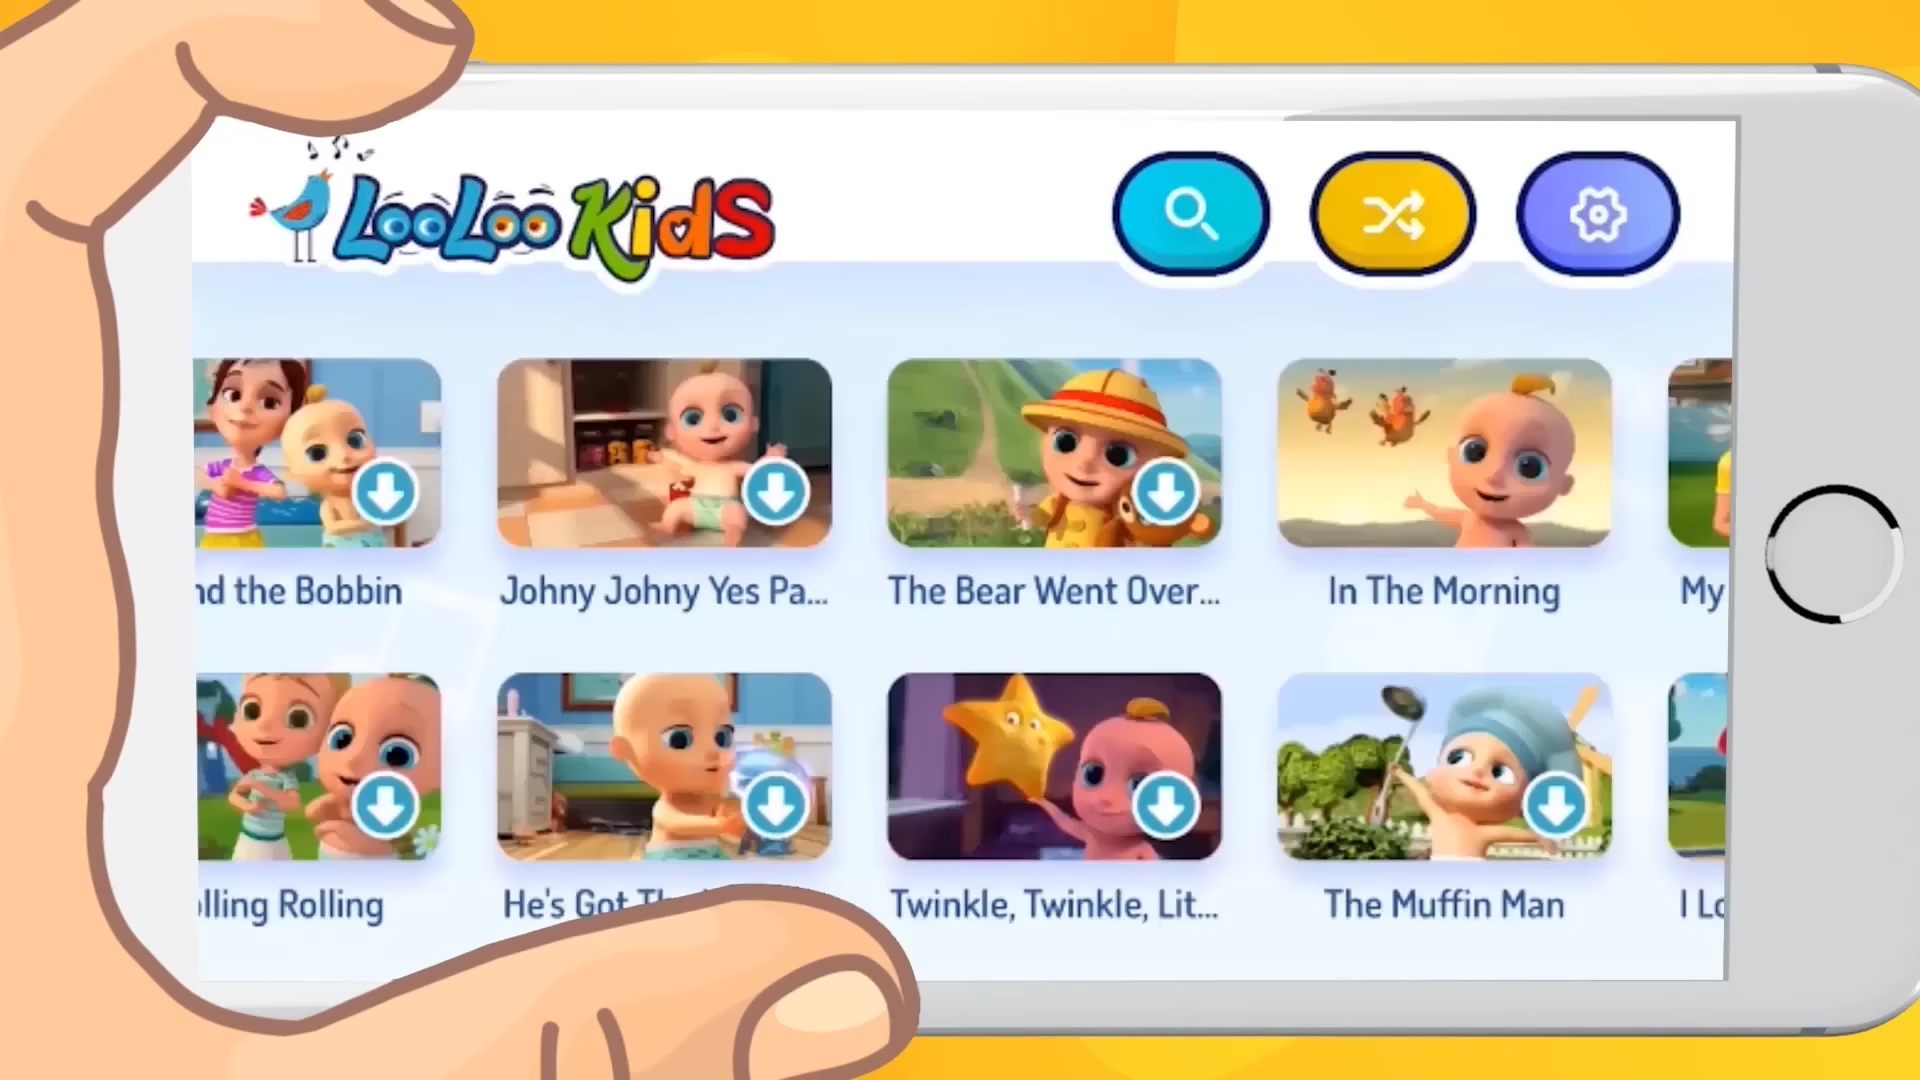 LooLoo Kids
nd the Bobbin
Johny Johny Yes Pa...
The Bear Went Over...
In The Morning
My
lling Rolling
He's Got
Twinkle, Twinkle, Lit...
The Muffin Man
I Lo